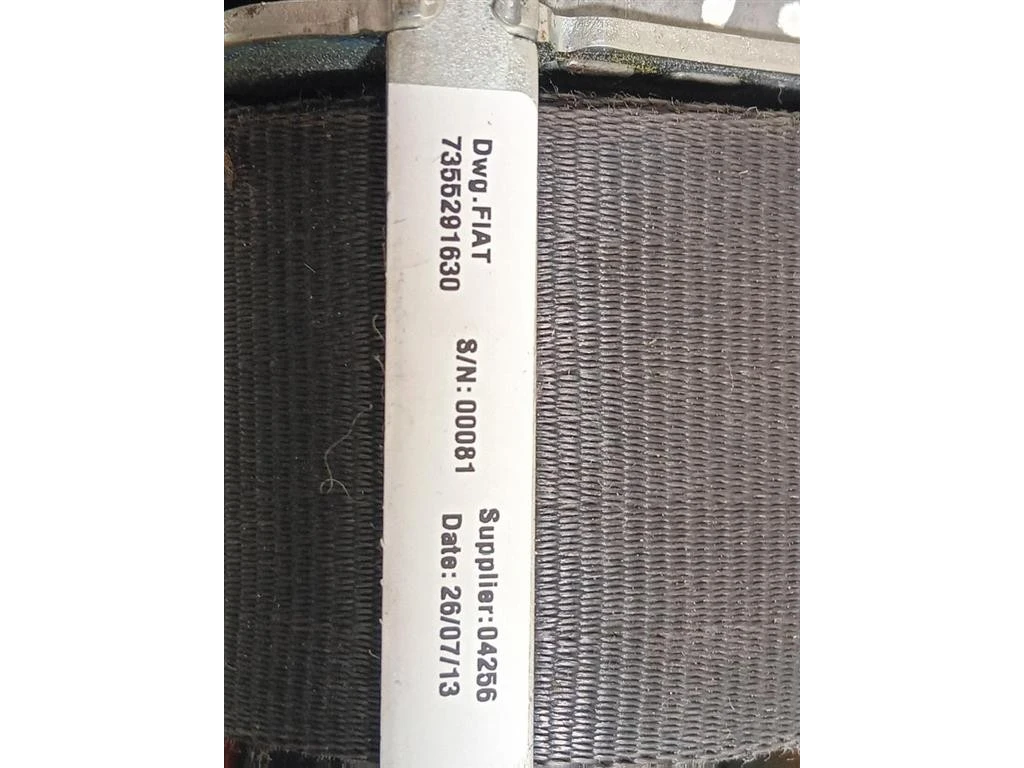 Dwg.FIAT
7355291630
S/N:00081
Supplier:04256
Date: 26/07/13